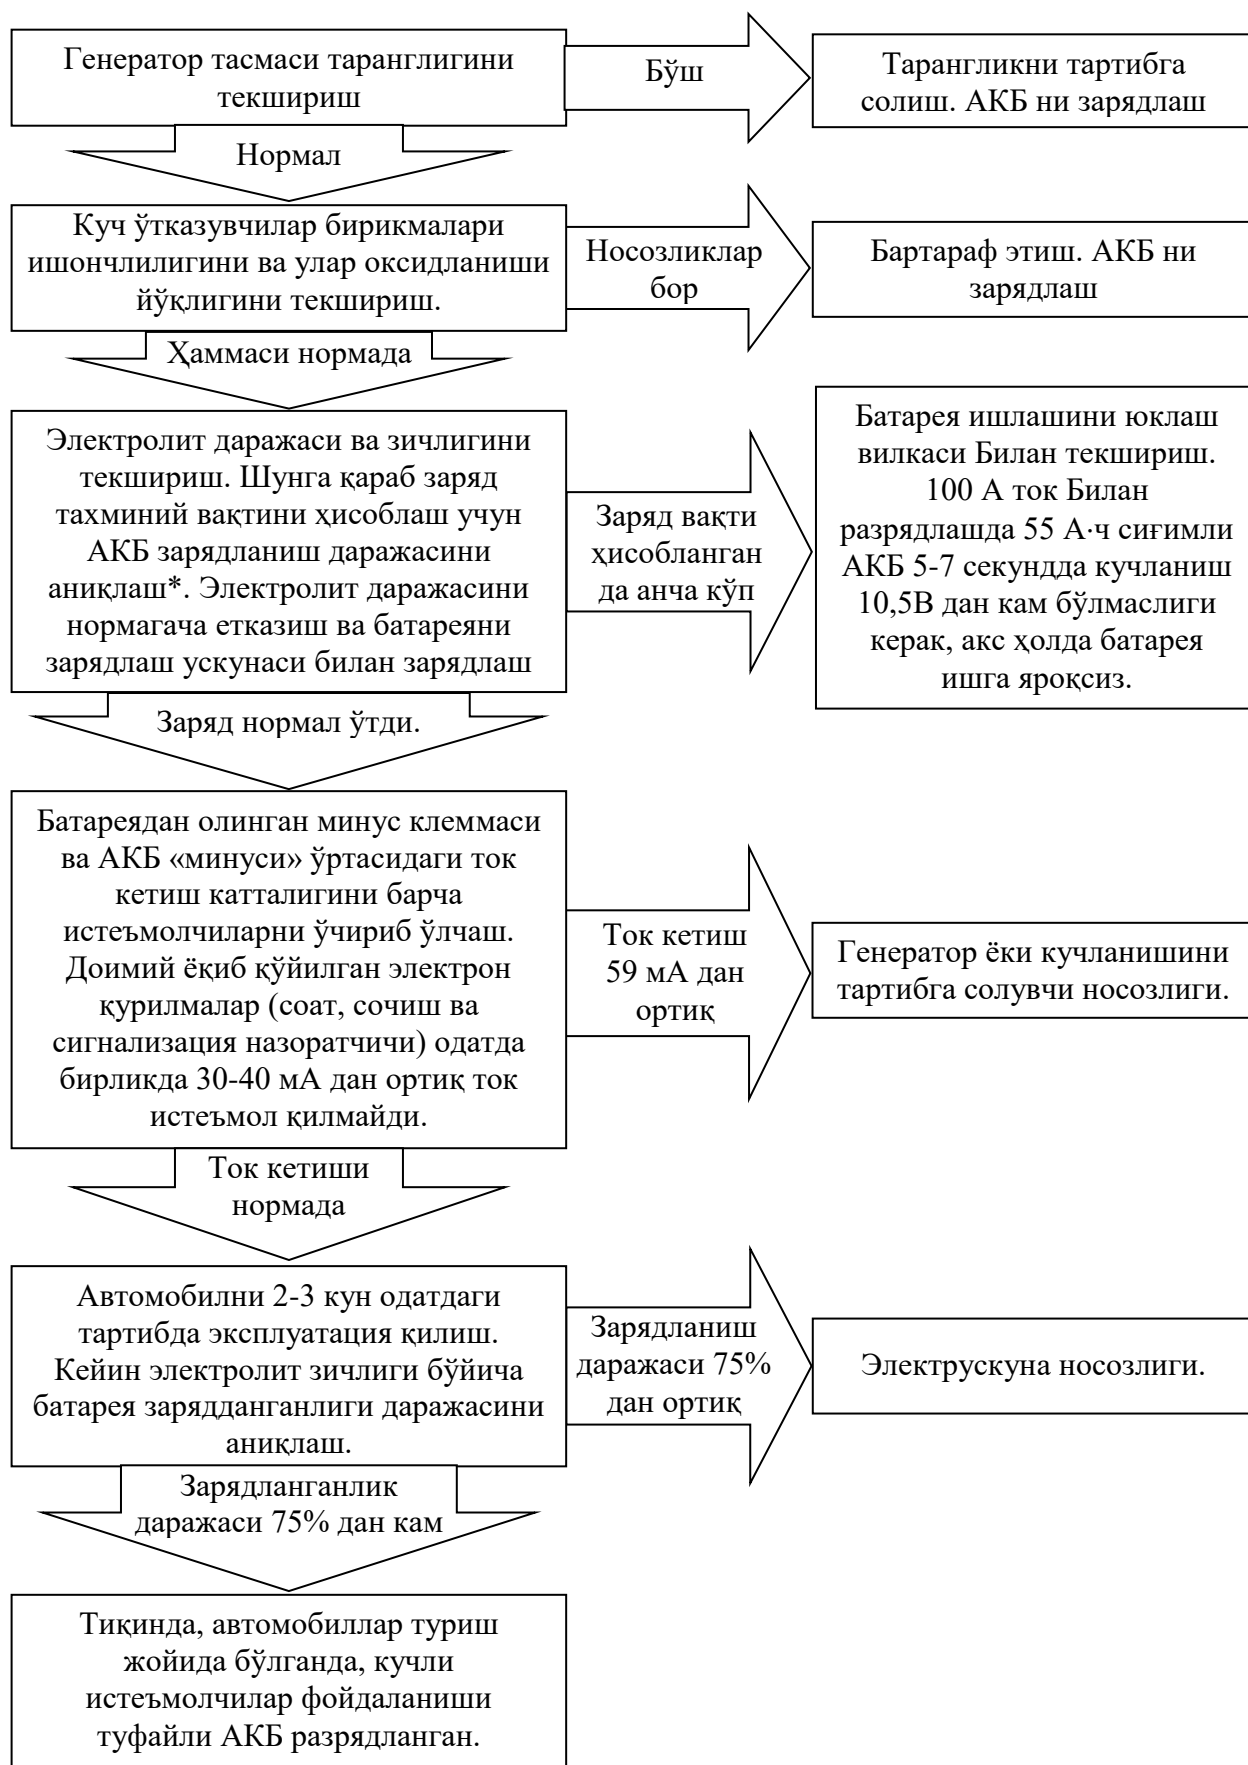 Генератор тасмаси таранглигини
текшириш
Бўш
Тарангликни тартибга
солиш. АКБ ни зарядлаш
Нормал
Куч ўтказувчилар бирикмалари
ишончлилигини ва улар оксидланиши
йўқлигини текшириш.
Носозликлар
бор
Бартараф этиш. АКБ ни
зарядлаш
Ҳаммаси нормада
Электролит даражаси ва зичлигини
текшириш. Шунга қараб заряд
тахминий вақтини ҳисоблаш учун
АКБ зарядланиш даражасини
аниқлаш*. Электролит даражасини
нормагача етказиш ва батареяни
зарядлаш ускунаси билан зарядлаш
Заряд вақти
ҳисобланган
да анча кўп
Батарея ишлашини юклаш
вилкаси Билан текшириш.
100 А ток Билан
разрядлашда 55 А·ч сиғимли
АКБ 5-7 секундда кучланиш
10,5В дан кам бўлмаслиги
керак, акс ҳолда батарея
ишга яроқсиз.
Заряд нормал ўтди.
Батареядан олинган минус клеммаси
ва АКБ «минуси» ўртасидаги ток
кетиш катталигини барча
истеъмолчиларни ўчириб ўлчаш.
Доимий ёқиб қўйилган электрон
қурилмалар (соат, сочиш ва
сигнализация назоратчичи) одатда
бирликда 30-40 мА дан ортиқ ток
истеъмол қилмайди.
Ток кетиш
59 мА дан
ортиқ
Генератор ёки кучланишини
тартибга солувчи носозлиги.
Ток кетиши
нормада
Автомобилни 2-3 кун одатдаги
тартибда эксплуатация қилиш.
Кейин электролит зичлиги бўйича
батарея зарядданганлиги даражасини
аниқлаш.
Зарядланиш
даражаси 75%
дан ортиқ
Электрускуна носозлиги.
Зарядланганлик
даражаси 75% дан кам
Тиқинда, автомобиллар туриш
жойида бўлганда, кучли
истеъмолчилар фойдаланиши
туфайли АКБ разрядланган.